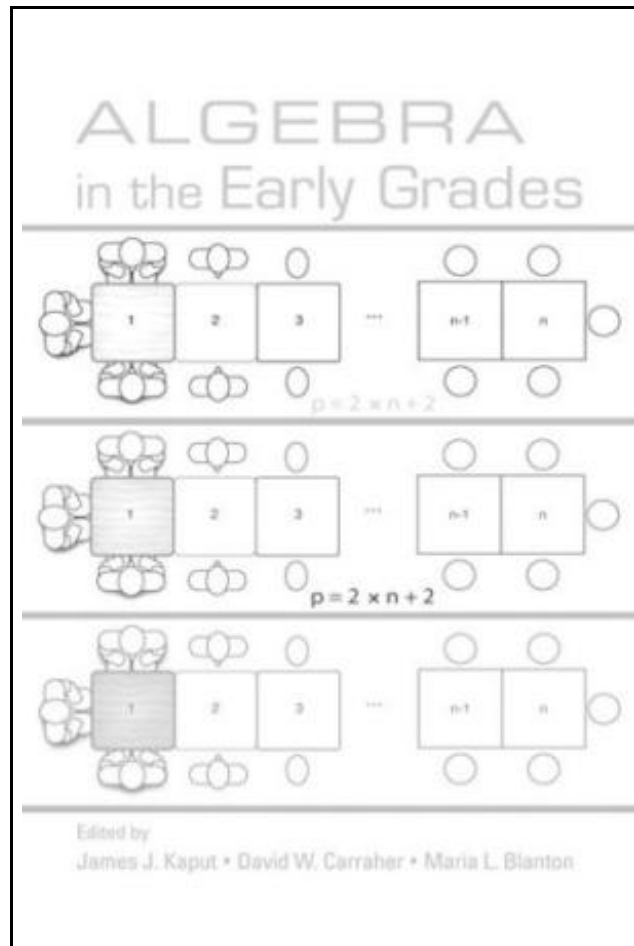 ALGEBRA
in the Early Grades
1 2 3 ... n-1 n
p = 2 × n + 2
1 2 3 ... n-1 n
p = 2 × n + 2
1 2 3 ... n-1 n
Edited by
James J. Kaput • David W. Carraher • Maria L. Blanton